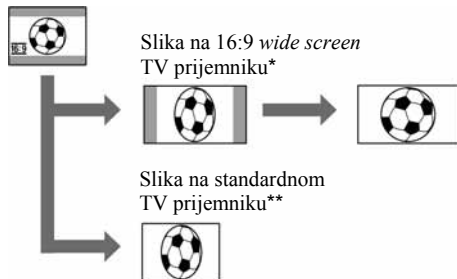 16:9
Slika na 16:9 wide screen
TV prijemniku*
Slika na standardnom
TV prijemniku**